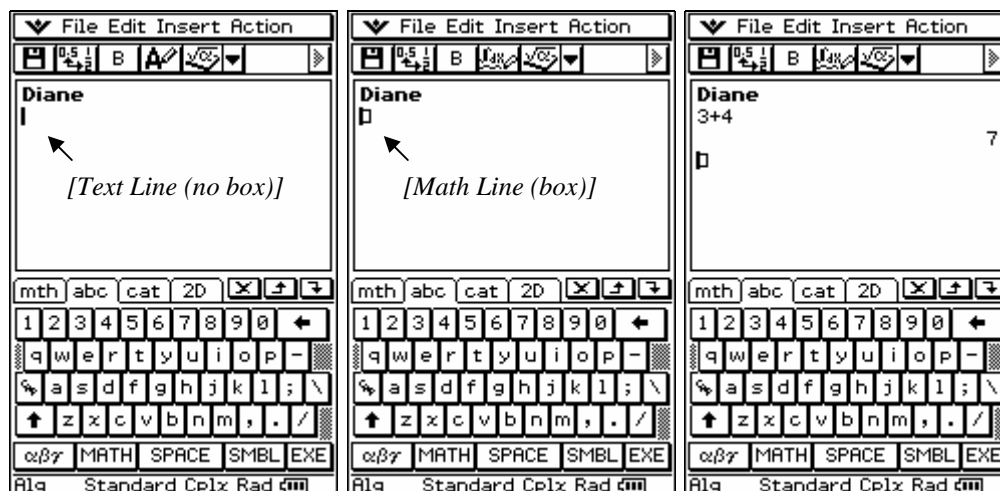 File Edit Insert Action
B
Diane
[Text Line (no box)]
mth abc cat 2D
1 2 3 4 5 6 7 8 9 0
q w e r t y u i o p -
a s d f g h j k l ; \
z x c v b n m , . /
αβγ MATH SPACE SMBL EXE
Alg Standard Cplx Rad
File Edit Insert Action
B
Diane
[Math Line (box)]
mth abc cat 2D
1 2 3 4 5 6 7 8 9 0
q w e r t y u i o p -
a s d f g h j k l ; \
z x c v b n m , . /
αβγ MATH SPACE SMBL EXE
Alg Standard Cplx Rad
File Edit Insert Action
B
Diane
3+4
7
mth abc cat 2D
1 2 3 4 5 6 7 8 9 0
q w e r t y u i o p -
a s d f g h j k l ; \
z x c v b n m , . /
αβγ MATH SPACE SMBL EXE
Alg Standard Cplx Rad